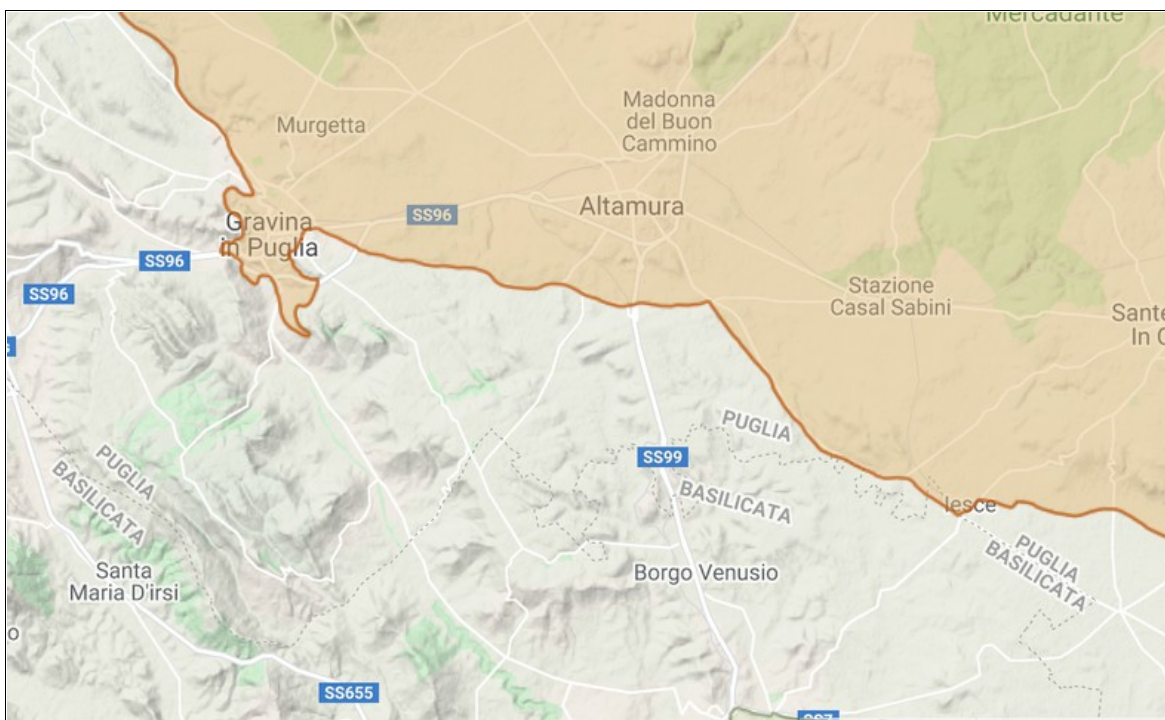 Mercadante
Murgetta
Madonna
del Buon
Cammino
SS96
Altamura
Gravina
in Puglia
SS96
SS96
Stazione
Casal Sabini
Sante
In C
PUGLIA
SS99
PUGLIA
BASILICATA
BASILICATA
Iesce
PUGLIA
BASILICATA
Santa
Maria D'irsi
Borgo Venusio
o
SS655
SS7